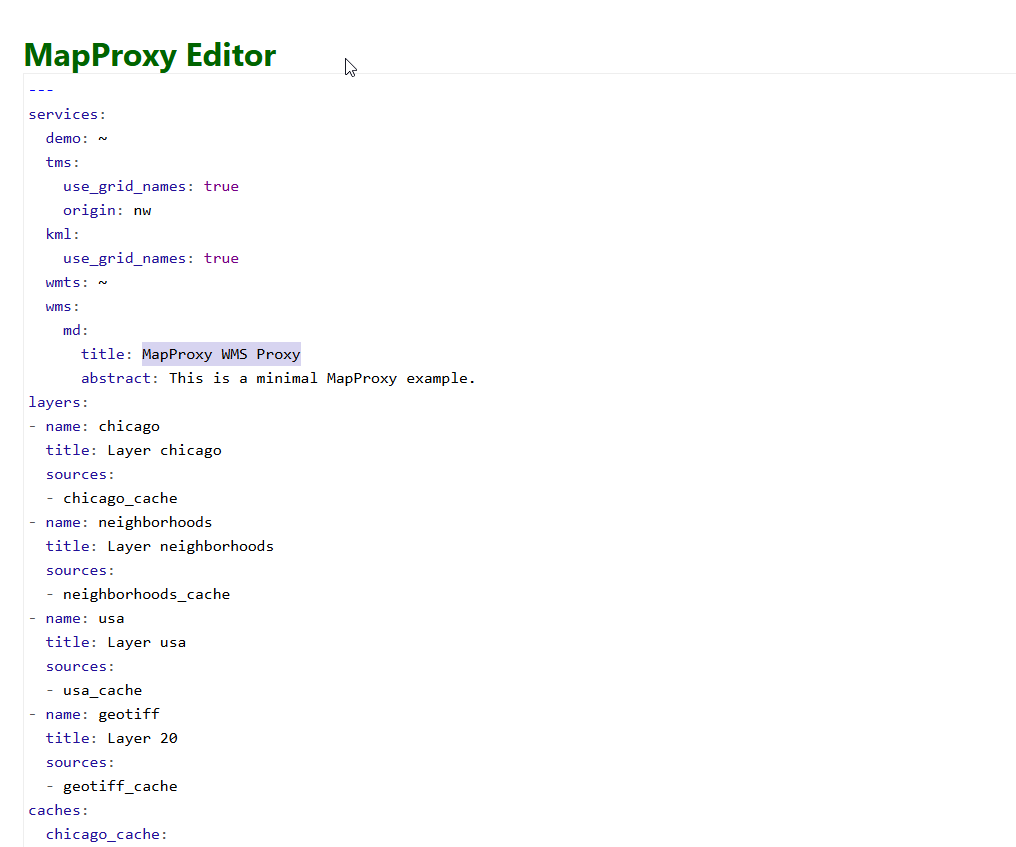 MapProxy Editor
---
services:
  demo: ~
  tms:
    use_grid_names: true
    origin: nw
  kml:
    use_grid_names: true
  wmts: ~
  wms:
    md:
      title: MapProxy WMS Proxy
      abstract: This is a minimal MapProxy example.
layers:
- name: chicago
  title: Layer chicago
  sources:
  - chicago_cache
- name: neighborhoods
  title: Layer neighborhoods
  sources:
  - neighborhoods_cache
- name: usa
  title: Layer usa
  sources:
  - usa_cache
- name: geotiff
  title: Layer 20
  sources:
  - geotiff_cache
caches:
  chicago_cache: